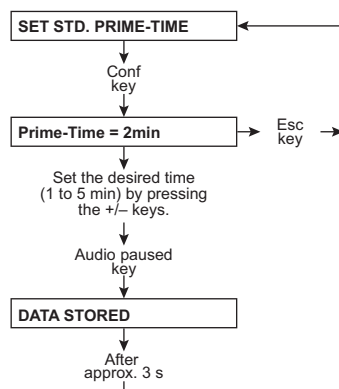 SET STD. PRIME-TIME
Conf
key
Prime-Time = 2min
Esc
key
Set the desired time
(1 to 5 min) by pressing
the +/– keys.
Audio paused
key
DATA STORED
After
approx. 3 s